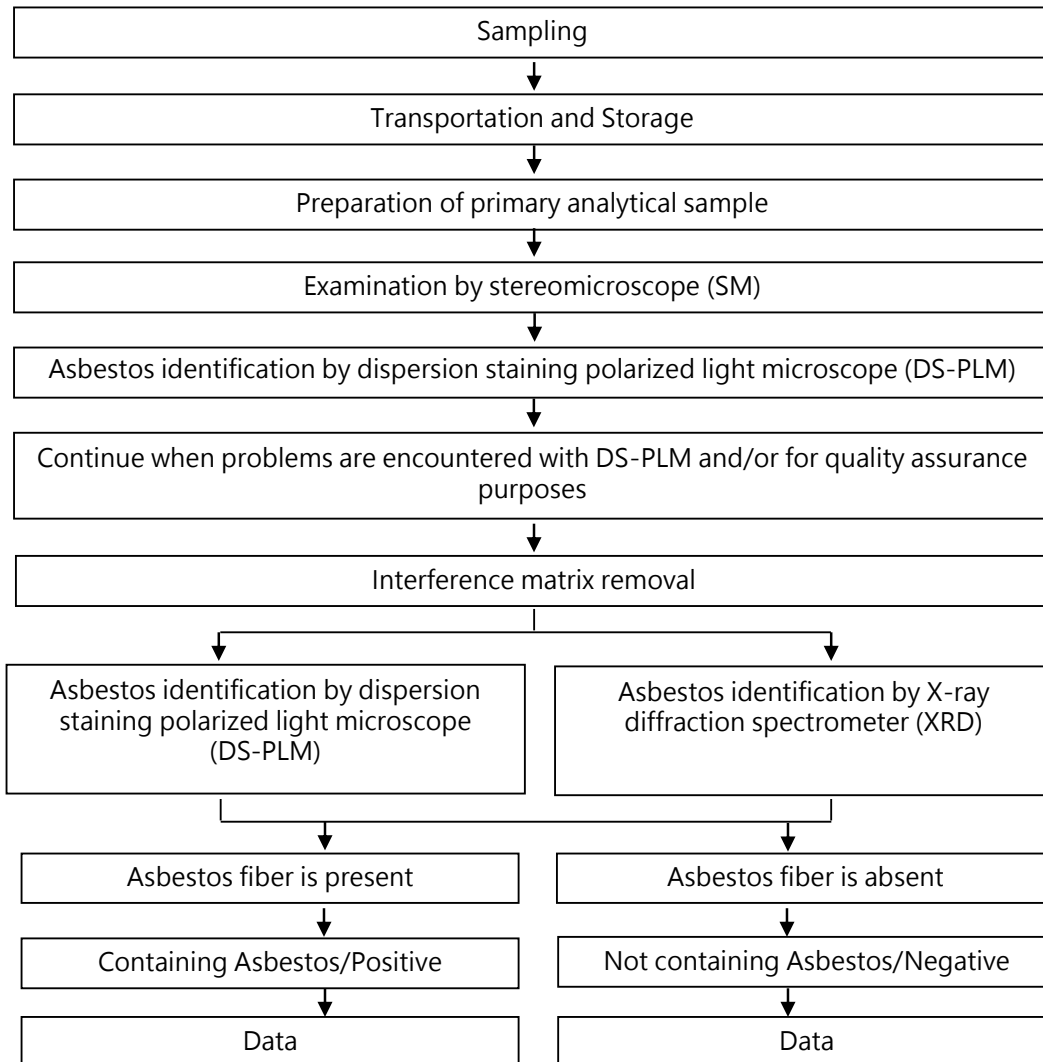 Sampling
Transportation and Storage
Preparation of primary analytical sample
Examination by stereomicroscope (SM)
Asbestos identification by dispersion staining polarized light microscope (DS-PLM)
Continue when problems are encountered with DS-PLM and/or for quality assurance
purposes
Interference matrix removal
Asbestos identification by dispersion
staining polarized light microscope
(DS-PLM)
Asbestos identification by X-ray
diffraction spectrometer (XRD)
Asbestos fiber is present
Asbestos fiber is absent
Containing Asbestos/Positive
Not containing Asbestos/Negative
Data
Data